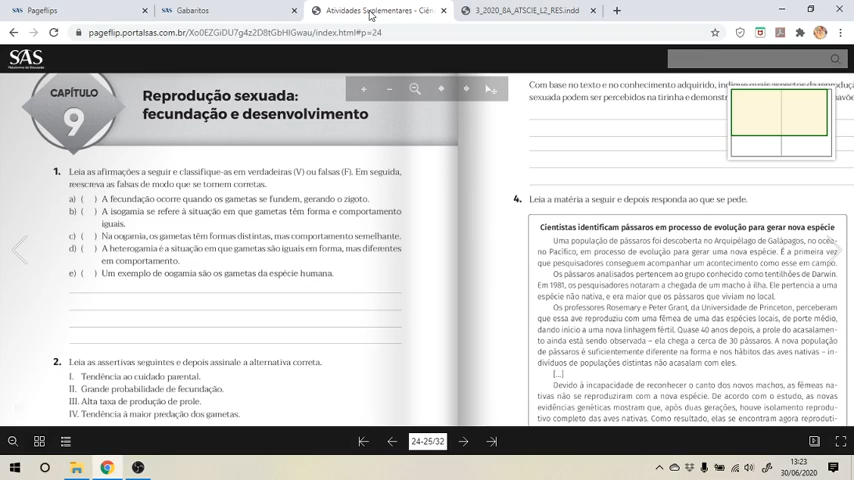 Pageflips
Gabaritos
Atividades Suplementares - Ciên
3_2020_8A_ATSCIE_L2_RES.indd
pageflip.portalsas.com.br/Xo0EZGiDU7g4z2D8tGbHIGwau/index.html#p=24
SAS
CAPÍTULO
9
Reprodução sexuada:
fecundação e desenvolvimento
1. Leia as afirmações a seguir e classifique-as em verdadeiras (V) ou falsas (F). Em seguida,
reescreva as falsas de modo que se tornem corretas.
a) ( ) A fecundação ocorre quando os gametas se fundem, gerando o zigoto.
b) ( ) A isogamia se refere à situação em que gametas têm forma e comportamento
iguais.
c) ( ) Na oogamia, os gametas têm formas distintas, mas comportamento semelhante.
d) ( ) A heterogamia é a situação em que gametas são iguais em forma, mas diferentes
em comportamento.
e) ( ) Um exemplo de oogamia são os gametas da espécie humana.
2. Leia as assertivas seguintes e depois assinale a alternativa correta.
I. Tendência ao cuidado parental.
II. Grande probabilidade de fecundação.
III. Alta taxa de produção de prole.
IV. Tendência à maior predação dos gametas.
Com base no texto e no conhecimento adquirido,
sexuada podem ser percebidos na tirinha e
4. Leia a matéria a seguir e depois responda ao que se pede.
Cientistas identificam pássaros em processo de evolução para gerar nova espécie
Uma população de pássaros foi descoberta no Arquipélago de Galápagos, no ocea-
no Pacífico, em processo de evolução para gerar uma nova espécie. É a primeira vez
que pesquisadores conseguem acompanhar um acontecimento como esse em campo.
Os pássaros analisados pertencem ao grupo conhecido como tentilhões de Darwin.
Em 1981, os pesquisadores notaram a chegada de um macho à ilha. Ele pertencia a uma
espécie não nativa, e era maior que os pássaros que viviam no local.
Os professores Rosemary e Peter Grant, da Universidade de Princeton, perceberam
que essa ave reproduziu com uma fêmea de uma das espécies locais, de porte médio,
dando início a uma nova linhagem fértil. Quase 40 anos depois, a prole do acasalamen-
to ainda está sendo observada – ela chega a cerca de 30 pássaros. A nova população
de pássaros é suficientemente diferente na forma e nos hábitos das aves nativas – in-
divíduos de populações distintas não acasalam com eles.
[...]
Devido à incapacidade de reconhecer o canto dos novos machos, as fêmeas na-
tivas não se reproduziram com a nova espécie. De acordo com o estudo, as novas
evidências genéticas mostram que, após duas gerações, houve isolamento reprodu-
tivo completo das aves nativas. Como resultado, elas se encontram agora reproduti-
24-25/32
13:23
30/06/2020